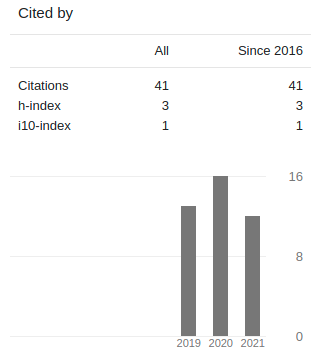 Cited by
All Since 2016
Citations 41 41
h-index 3 3
i10-index 1 1
16
8
0
2019 2020 2021